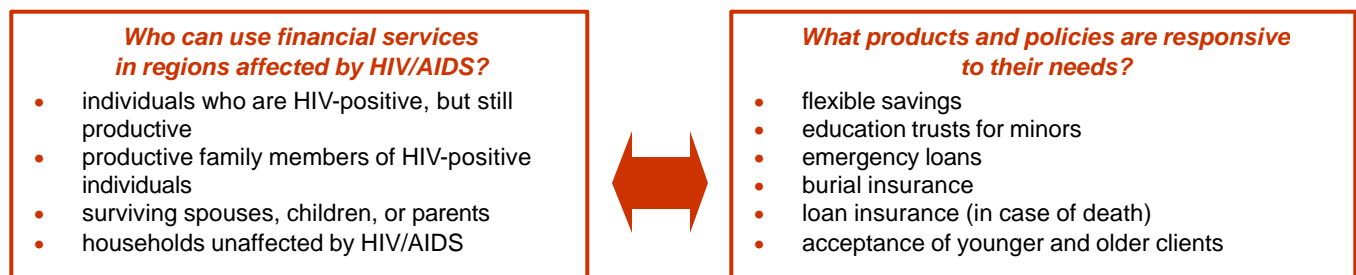 Who can use financial services
in regions affected by HIV/AIDS?
• individuals who are HIV-positive, but still
productive
• productive family members of HIV-positive
individuals
• surviving spouses, children, or parents
• households unaffected by HIV/AIDS
What products and policies are responsive
to their needs?
• flexible savings
• education trusts for minors
• emergency loans
• burial insurance
• loan insurance (in case of death)
• acceptance of younger and older clients